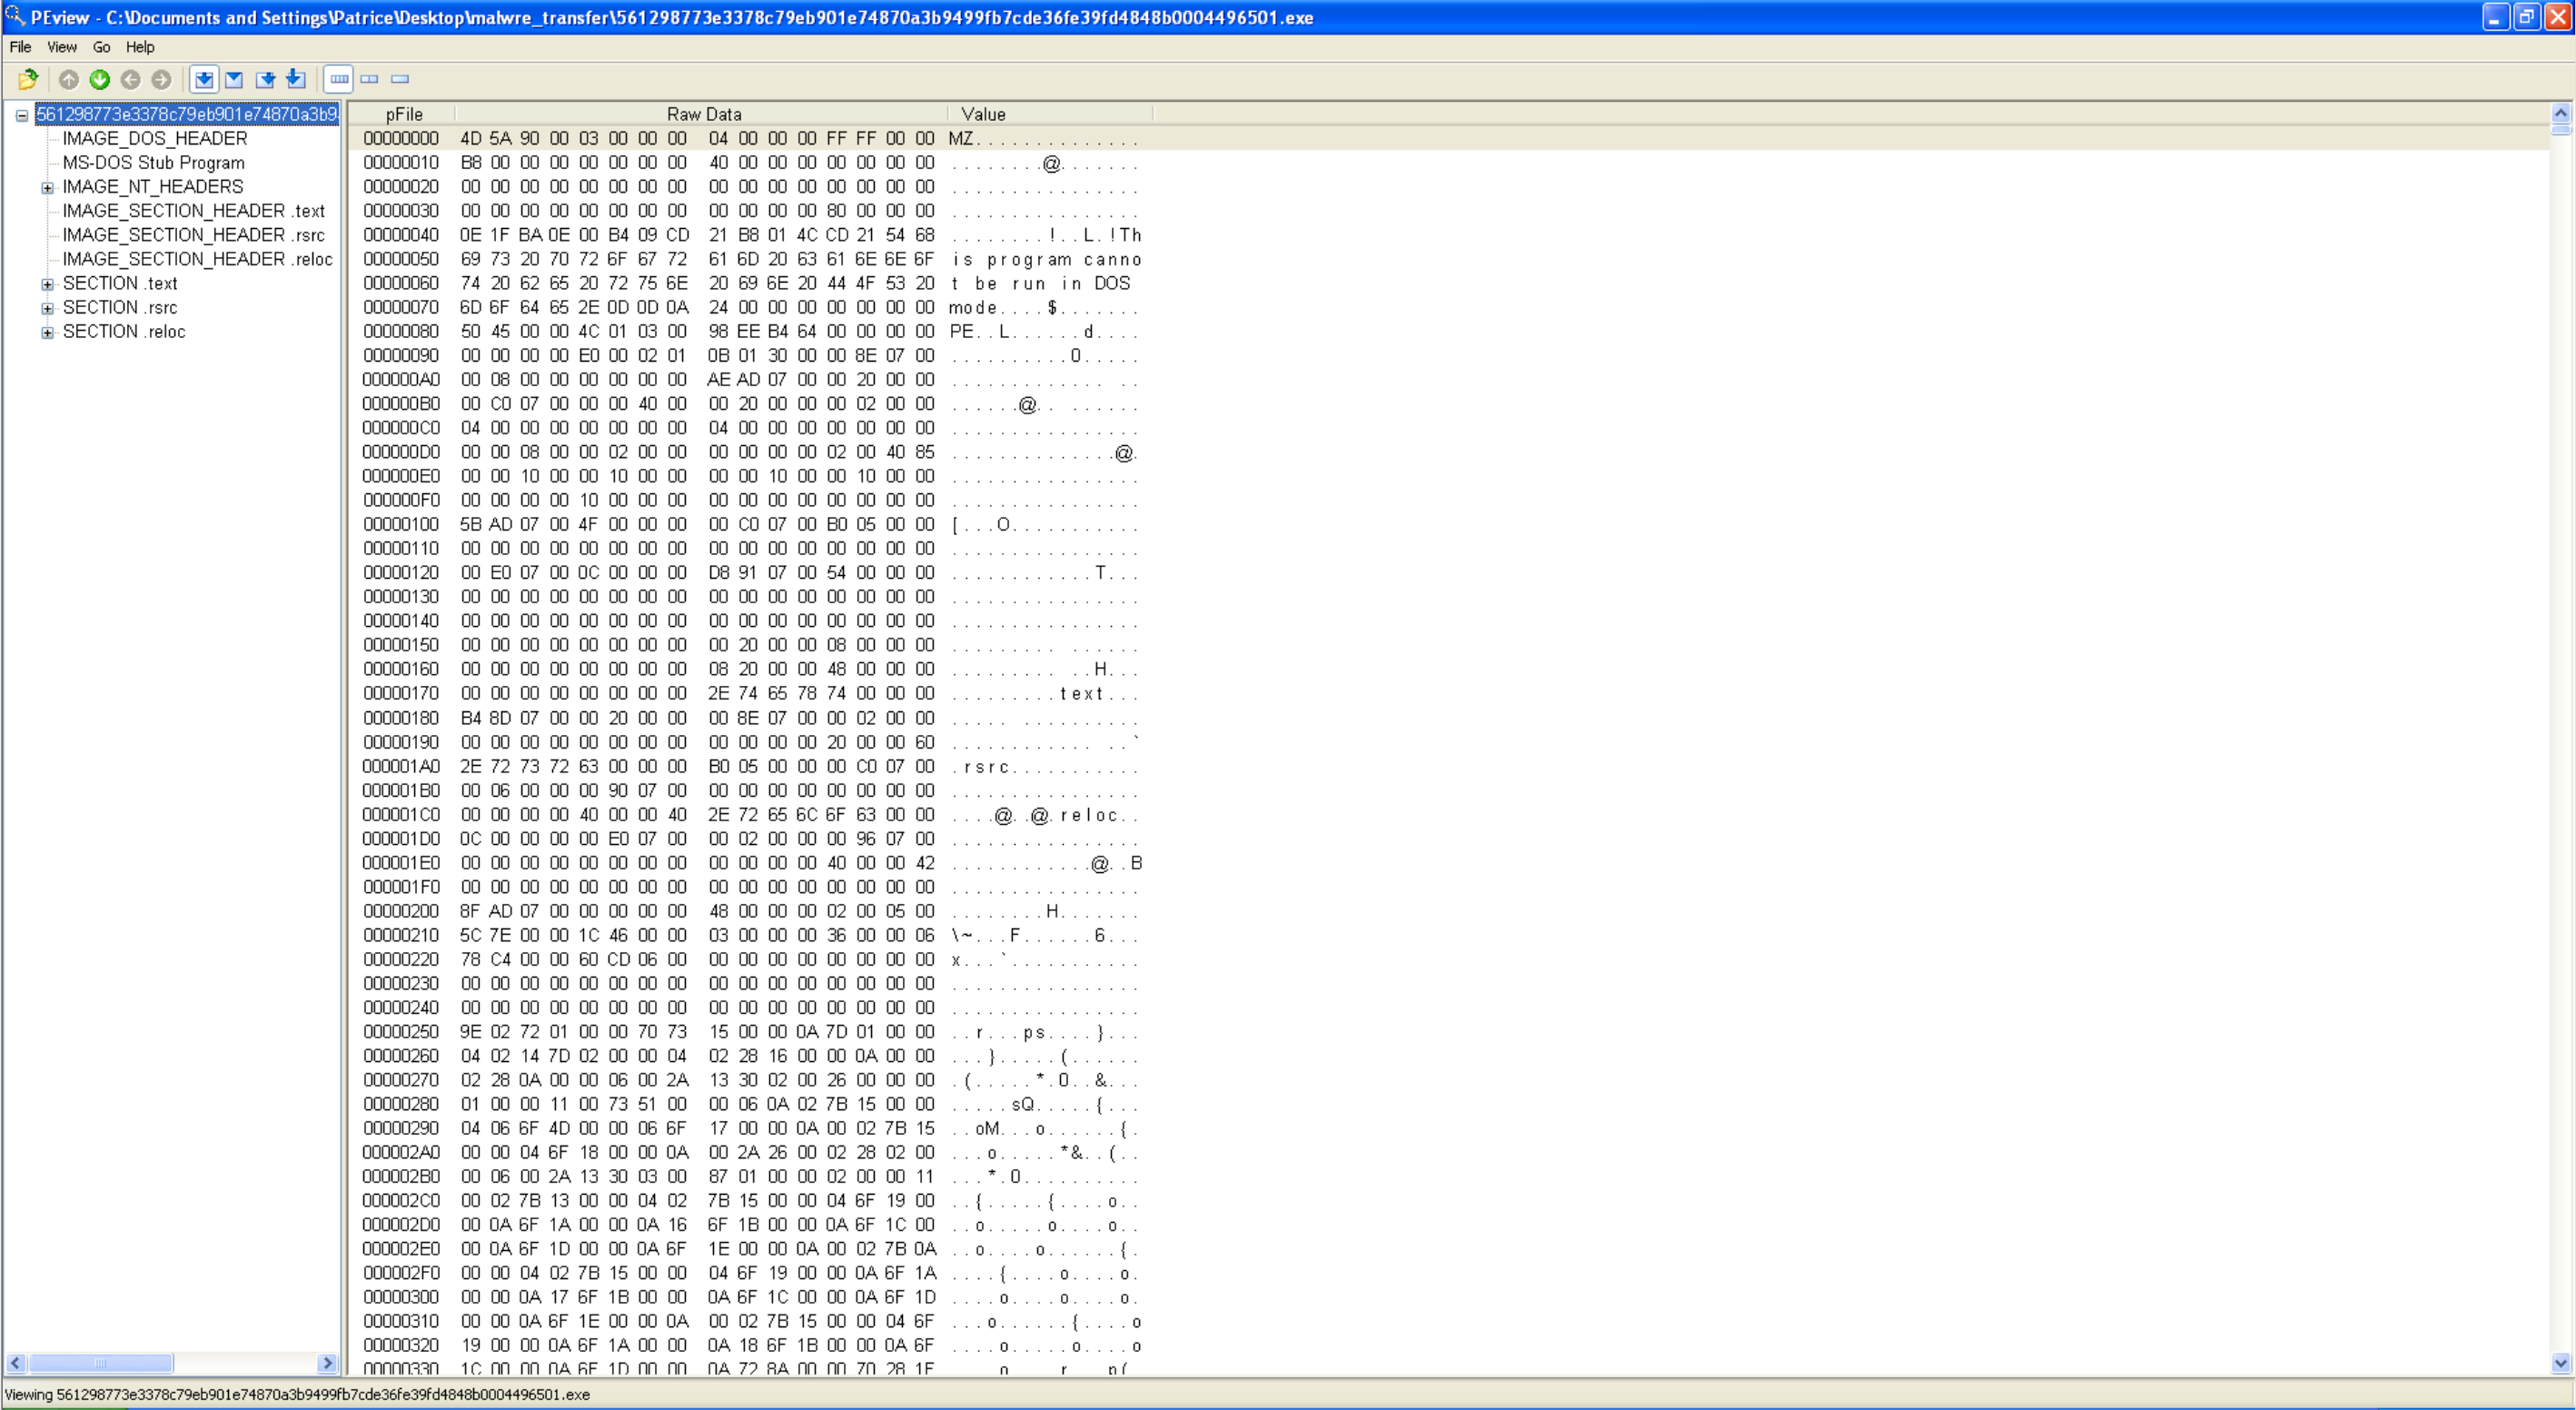 PEview - C:\Documents and Settings\Patrice\Desktop\malwre_transfer\561298773e3378c79eb901e74870a3b9499fb7cde36fe39fd4848b0004496501.exe
File View Go Help
561298773e3378c79eb901e74870a3b9
IMAGE_DOS_HEADER
MS-DOS Stub Program
IMAGE_NT_HEADERS
IMAGE_SECTION_HEADER .text
IMAGE_SECTION_HEADER .rsrc
IMAGE_SECTION_HEADER .reloc
SECTION .text
SECTION .rsrc
SECTION .reloc
pFile Raw Data Value
00000000 4D 5A 90 00 03 00 00 00 04 00 00 00 FF FF 00 00 MZ..............
00000010 B8 00 00 00 00 00 00 00 40 00 00 00 00 00 00 00 ........@.......
00000020 00 00 00 00 00 00 00 00 00 00 00 00 00 00 00 00 ................
00000030 00 00 00 00 00 00 00 00 00 00 00 00 80 00 00 00 ................
00000040 0E 1F BA 0E 00 B4 09 CD 21 B8 01 4C CD 21 54 68 ........!..L.!Th
00000050 69 73 20 70 72 6F 67 72 61 6D 20 63 61 6E 6E 6F is program canno
00000060 74 20 62 65 20 72 75 6E 20 69 6E 20 44 4F 53 20 t be run in DOS
00000070 6D 6F 64 65 2E 0D 0D 0A 24 00 00 00 00 00 00 00 mode....$.......
00000080 50 45 00 00 4C 01 03 00 98 EE B4 64 00 00 00 00 PE..L......d....
00000090 00 00 00 00 E0 00 02 01 0B 01 30 00 00 8E 07 00 ..........0.....
000000A0 00 08 00 00 00 00 00 00 AE AD 07 00 00 20 00 00 ............. ..
000000B0 00 C0 07 00 00 00 40 00 00 20 00 00 00 02 00 00 ......@.. ......
000000C0 04 00 00 00 00 00 00 00 04 00 00 00 00 00 00 00 ................
000000D0 00 00 08 00 00 02 00 00 00 00 00 00 02 00 40 85 ..............@.
000000E0 00 00 10 00 00 10 00 00 00 00 10 00 00 10 00 00 ................
000000F0 00 00 00 00 10 00 00 00 00 00 00 00 00 00 00 00 ................
00000100 5B AD 07 00 4F 00 00 00 00 C0 07 00 B0 05 00 00 [...O...........
00000110 00 00 00 00 00 00 00 00 00 00 00 00 00 00 00 00 ................
00000120 00 E0 07 00 0C 00 00 00 D8 91 07 00 54 00 00 00 ............T...
00000130 00 00 00 00 00 00 00 00 00 00 00 00 00 00 00 00 ................
00000140 00 00 00 00 00 00 00 00 00 00 00 00 00 00 00 00 ................
00000150 00 00 00 00 00 00 00 00 00 20 00 00 08 00 00 00 ......... ......
00000160 00 00 00 00 00 00 00 00 08 20 00 00 48 00 00 00 ......... ..H...
00000170 00 00 00 00 00 00 00 00 2E 74 65 78 74 00 00 00 .........text...
00000180 B4 8D 07 00 00 20 00 00 00 8E 07 00 00 02 00 00 ..... ..........
00000190 00 00 00 00 00 00 00 00 00 00 00 00 20 00 00 60 ............ ..`
000001A0 2E 72 73 72 63 00 00 00 B0 05 00 00 00 C0 07 00 .rsrc...........
000001B0 00 06 00 00 00 90 07 00 00 00 00 00 00 00 00 00 ................
000001C0 00 00 00 00 40 00 00 40 2E 72 65 6C 6F 63 00 00 ....@..@.reloc..
000001D0 0C 00 00 00 00 E0 07 00 00 02 00 00 00 96 07 00 ................
000001E0 00 00 00 00 00 00 00 00 00 00 00 00 40 00 00 42 ............@..B
000001F0 00 00 00 00 00 00 00 00 00 00 00 00 00 00 00 00 ................
00000200 8F AD 07 00 00 00 00 00 48 00 00 00 02 00 05 00 ........H.......
00000210 5C 7E 00 00 1C 46 00 00 03 00 00 00 36 00 00 06 \~...F......6...
00000220 78 C4 00 00 60 CD 06 00 00 00 00 00 00 00 00 00 x...`...........
00000230 00 00 00 00 00 00 00 00 00 00 00 00 00 00 00 00 ................
00000240 00 00 00 00 00 00 00 00 00 00 00 00 00 00 00 00 ................
00000250 9E 02 72 01 00 00 70 73 15 00 00 0A 7D 01 00 00 ..r...ps....}...
00000260 04 02 14 7D 02 00 00 04 02 28 16 00 00 0A 00 00 ...}.....(......
00000270 02 28 0A 00 00 06 00 2A 13 30 02 00 26 00 00 00 .(.....*.0..&...
00000280 01 00 00 11 00 73 51 00 00 06 0A 02 7B 15 00 00 .....sQ.....{...
00000290 04 06 6F 4D 00 00 06 6F 17 00 00 0A 00 02 7B 15 ..oM...o......{.
000002A0 00 00 04 6F 18 00 00 0A 00 2A 26 00 02 28 02 00 ...o.....*&..(..
000002B0 00 06 00 2A 13 30 03 00 87 01 00 00 02 00 00 11 ...*.0..........
000002C0 00 02 7B 13 00 00 04 02 7B 15 00 00 04 6F 19 00 ..{.....{....o..
000002D0 00 0A 6F 1A 00 00 0A 16 6F 1B 00 00 0A 6F 1C 00 ..o.....o....o..
000002E0 00 0A 6F 1D 00 00 0A 6F 1E 00 00 0A 00 02 7B 0A ..o....o......{.
000002F0 00 00 04 02 7B 15 00 00 04 6F 19 00 00 0A 6F 1A ....{....o....o.
00000300 00 00 0A 17 6F 1B 00 00 0A 6F 1C 00 00 0A 6F 1D ....o....o....o.
00000310 00 00 0A 6F 1E 00 00 0A 00 02 7B 15 00 00 04 6F ...o......{....o
00000320 19 00 00 0A 6F 1A 00 00 0A 18 6F 1B 00 00 0A 6F ....o.....o....o
00000330 1C 00 00 0A 6F 1D 00 00 0A 72 8A 00 00 70 28 1F ....o....r...p(.
Viewing 561298773e3378c79eb901e74870a3b9499fb7cde36fe39fd4848b0004496501.exe